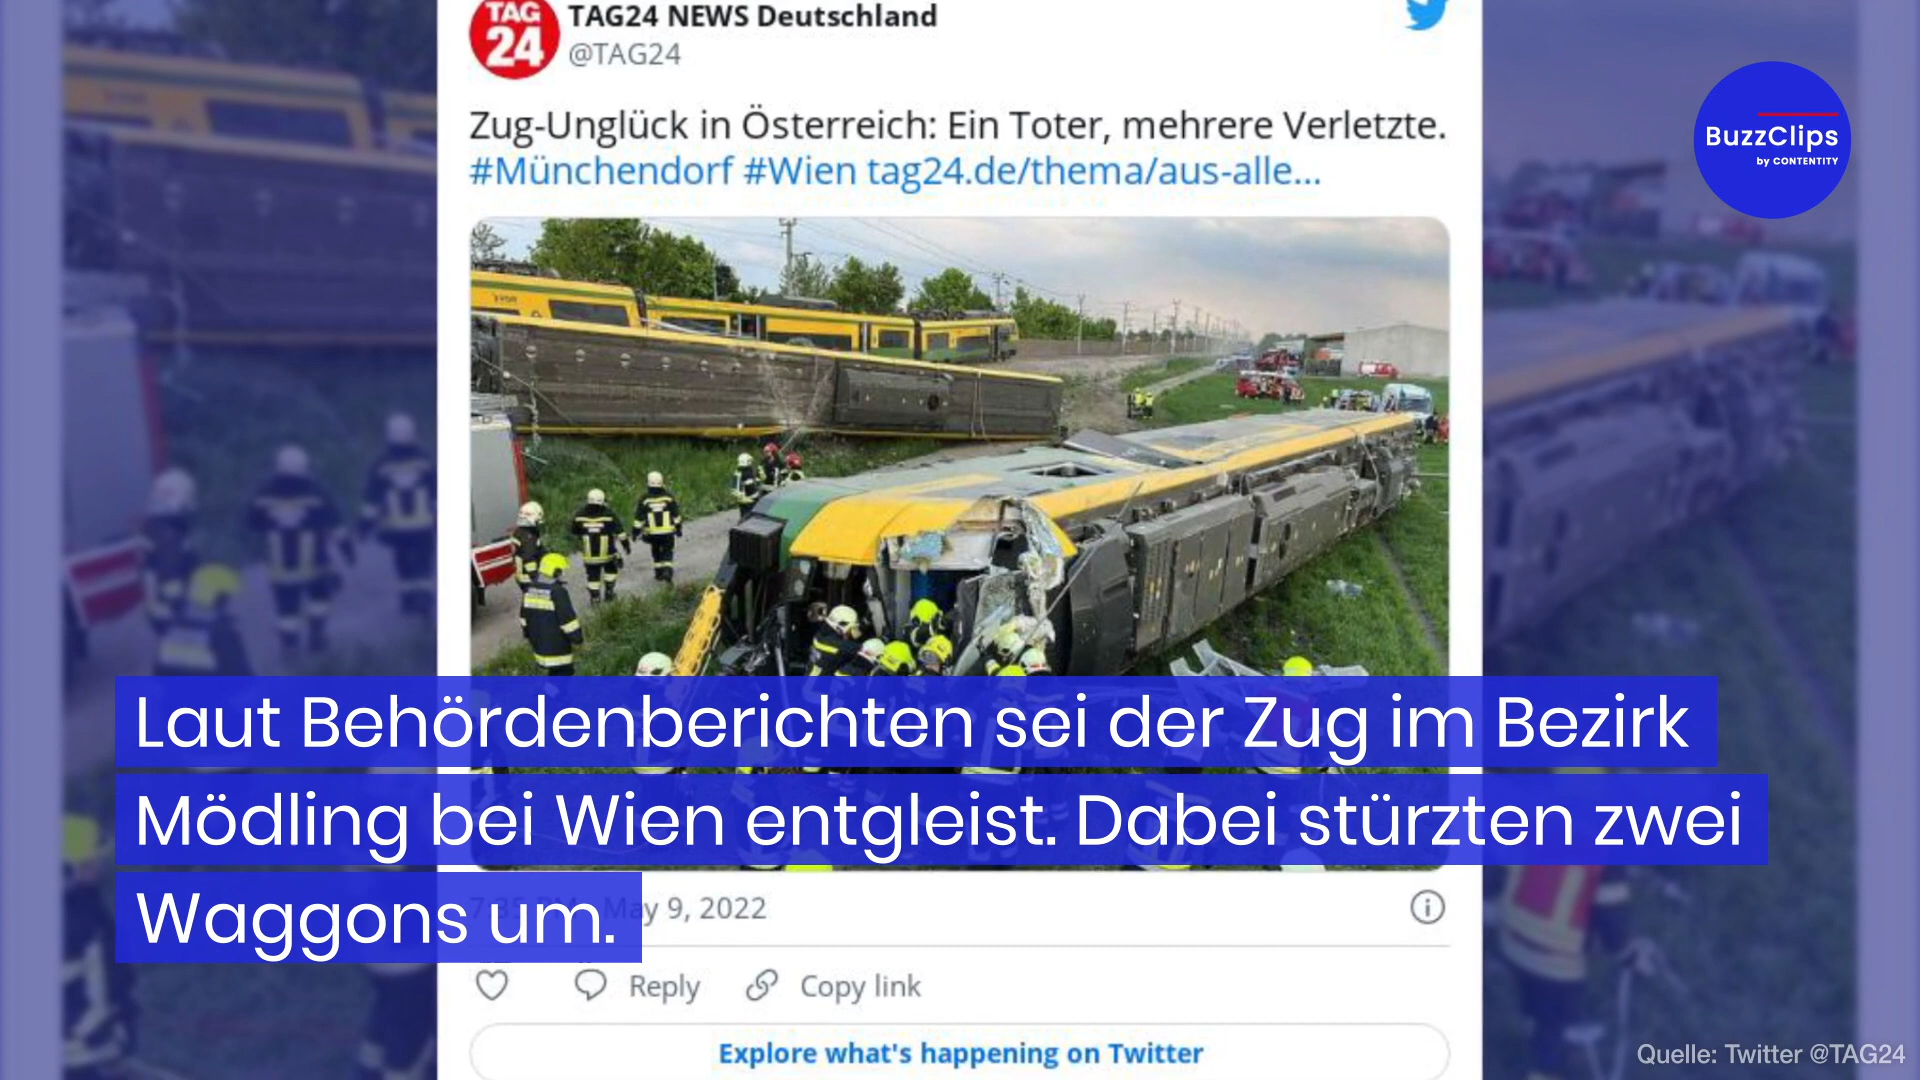 TAG
24
TAG24 NEWS Deutschland
@TAG24
BuzzClips
by CONTENTITY
Zug-Unglück in Österreich: Ein Toter, mehrere Verletzte.
#Münchendorf #Wien tag24.de/thema/aus-alle...
Laut Behördenberichten sei der Zug im Bezirk
Mödling bei Wien entgleist. Dabei stürzten zwei
Waggons um.
May 9, 2022
Reply
Copy link
Explore what's happening on Twitter
Quelle: Twitter @TAG24